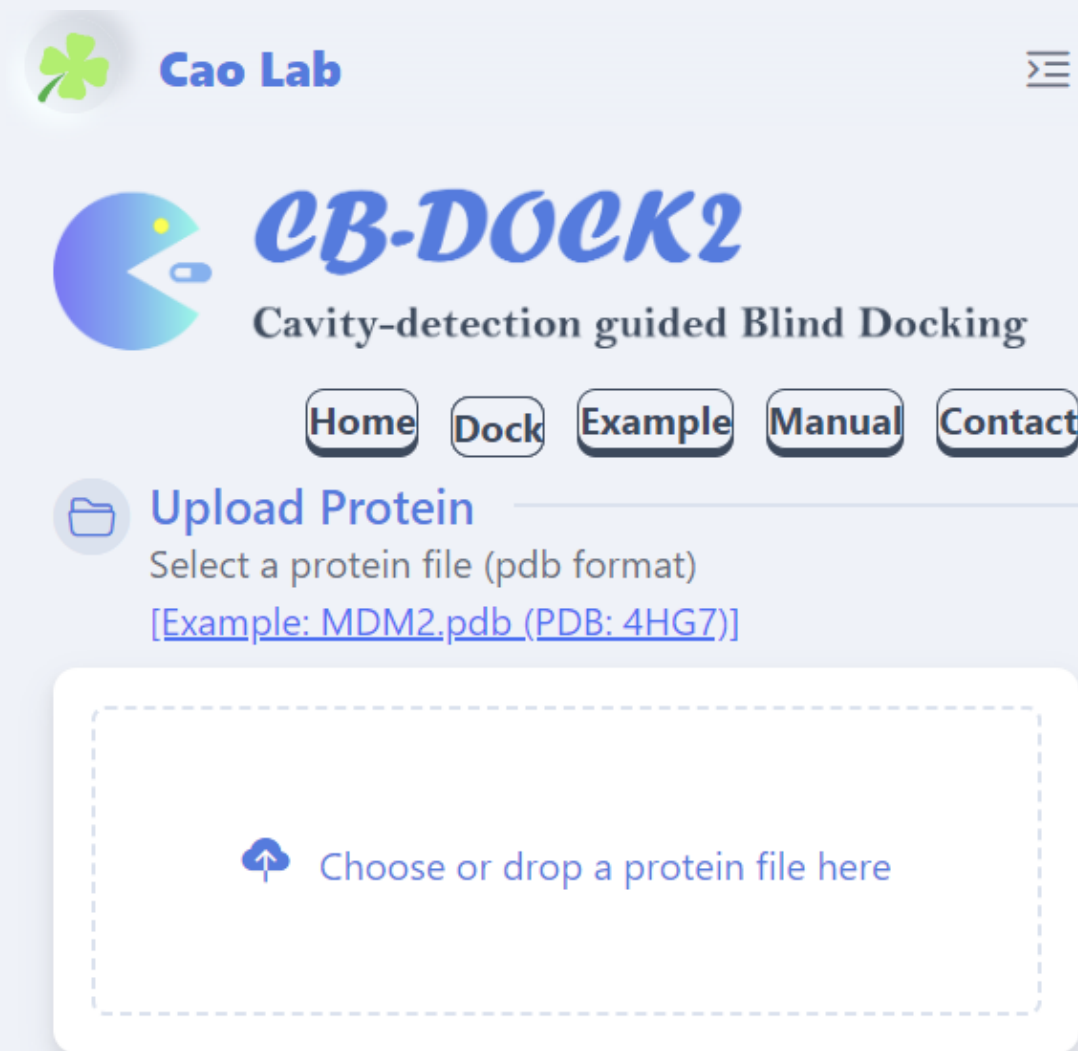 Cao Lab
CB-DOCK2
Cavity-detection guided Blind Docking
Home Dock Example Manual Contact
Upload Protein
Select a protein file (pdb format)
[Example: MDM2.pdb (PDB: 4HG7)]
Choose or drop a protein file here